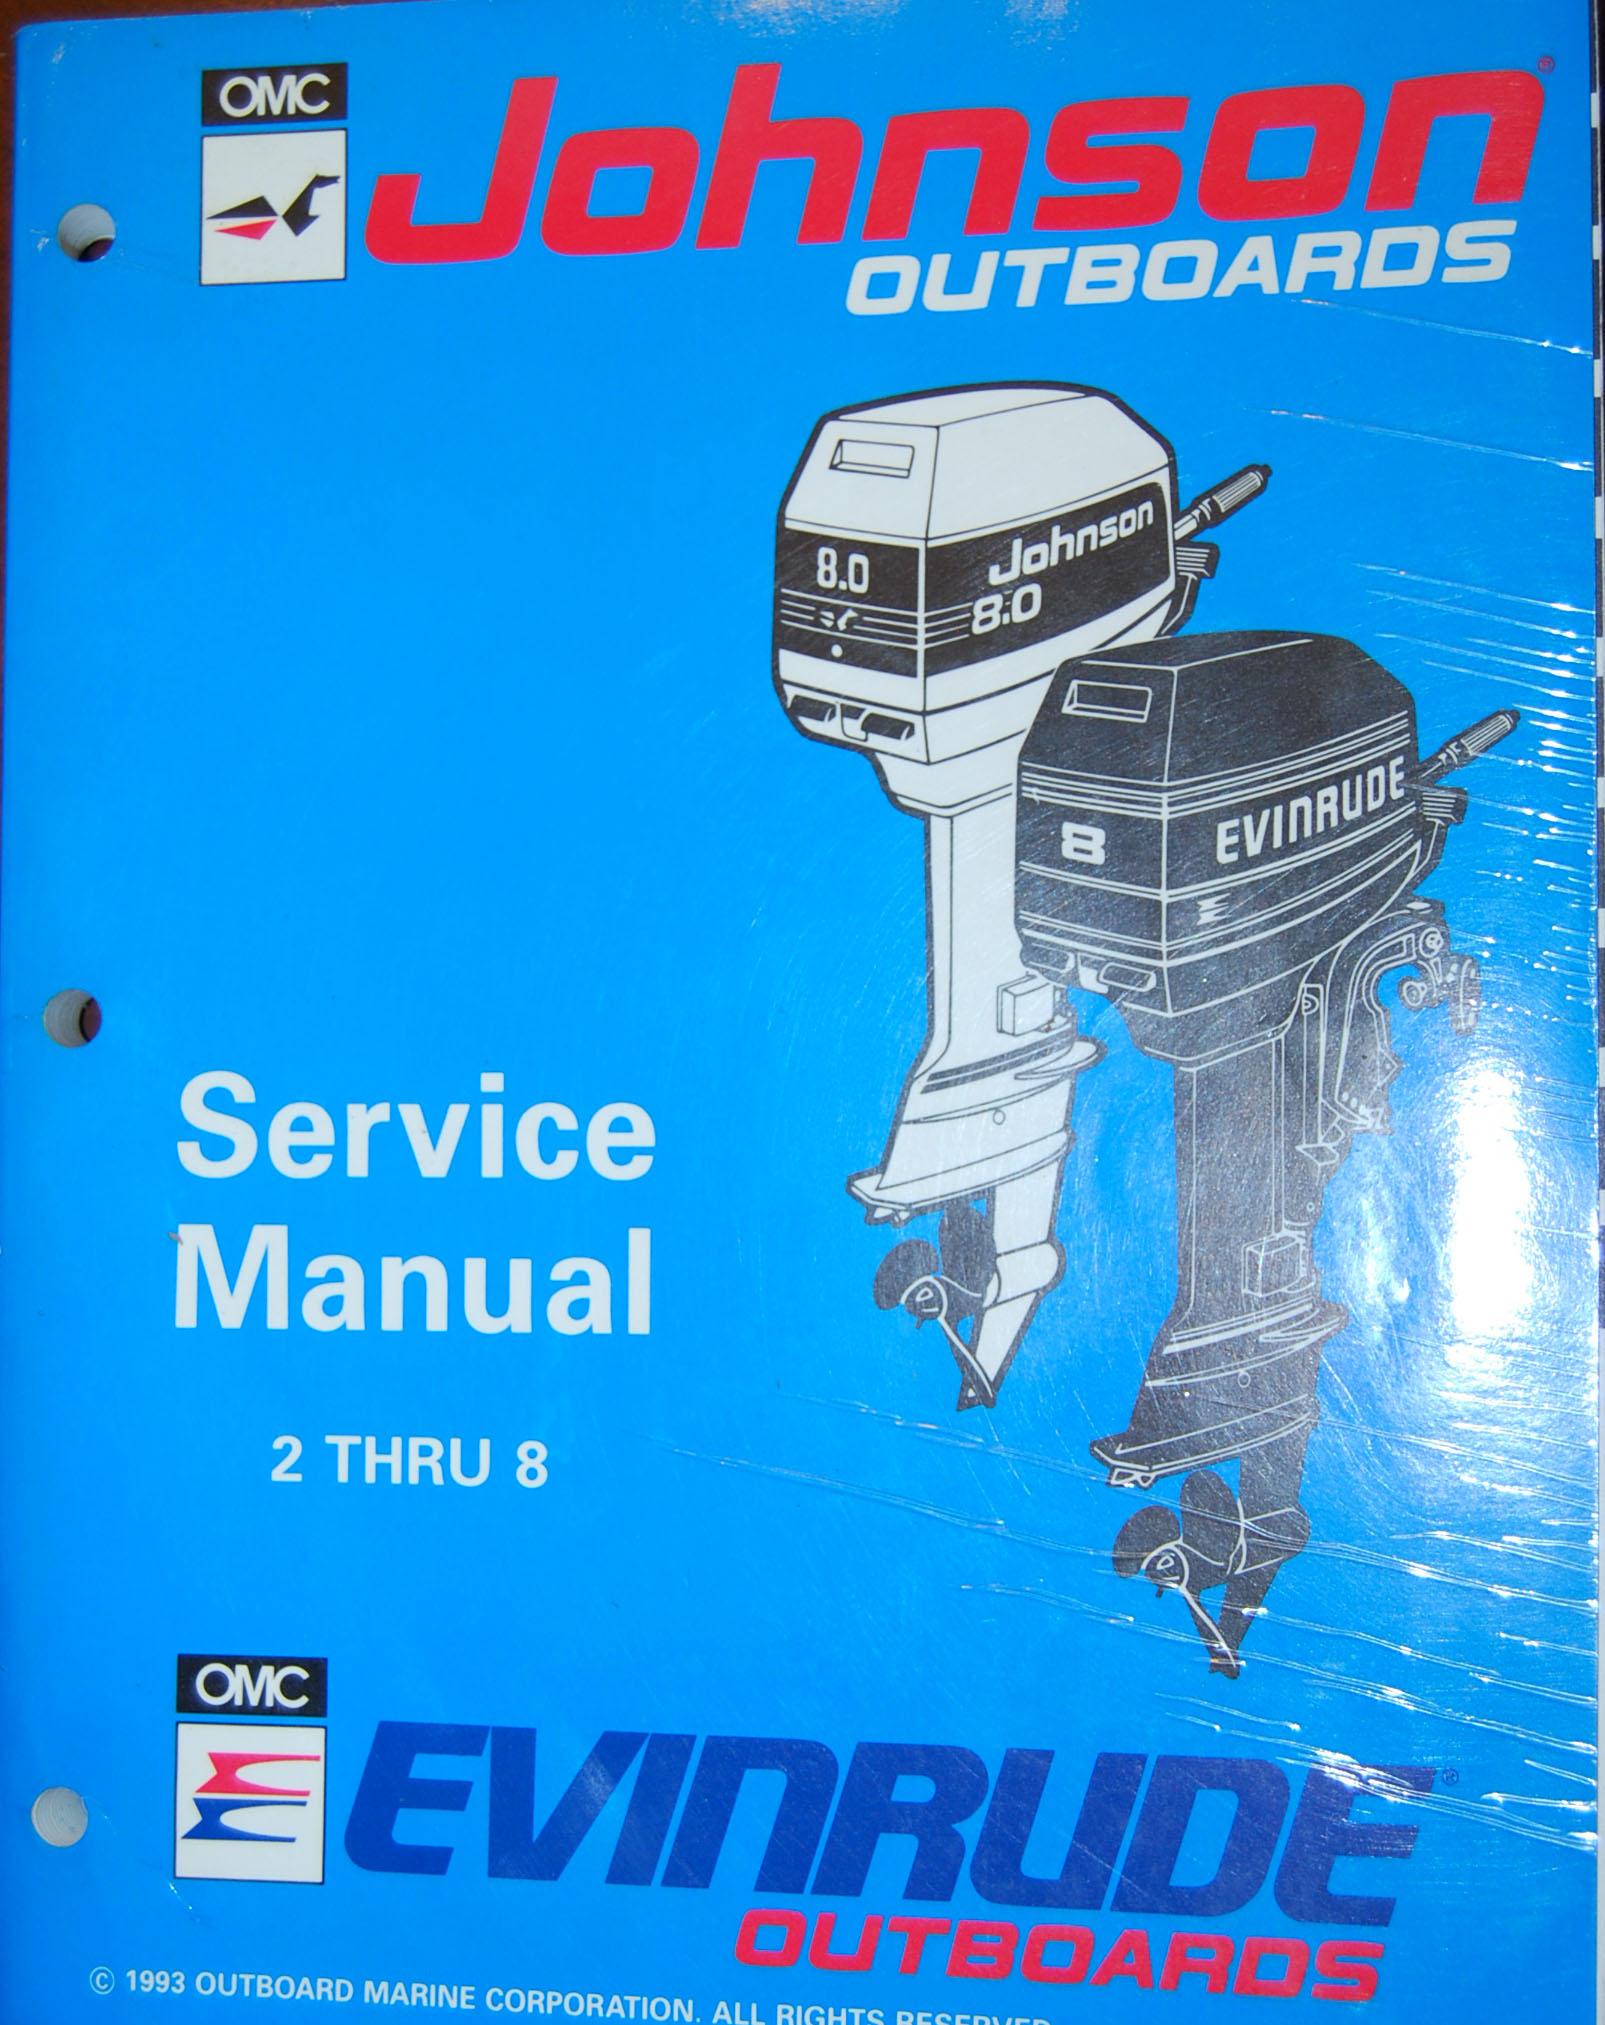 OMC
Johnson®
OUTBOARDS
8.0
Johnson
8.0
8
EVINRUDE
Service
Manual
2 THRU 8
OMC
EVINRUDE®
OUTBOARDS
© 1993 OUTBOARD MARINE CORPORATION. ALL RIGHTS RESERVED